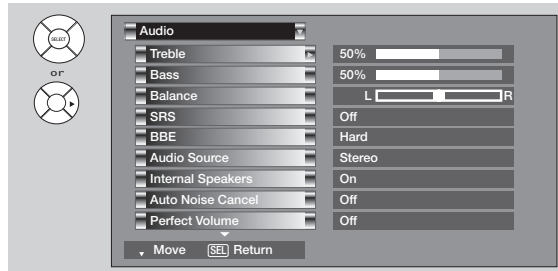 SELECT
or
Audio
Treble 50%
Bass 50%
Balance L R
SRS Off
BBE Hard
Audio Source Stereo
Internal Speakers On
Auto Noise Cancel Off
Perfect Volume Off
Move SEL Return